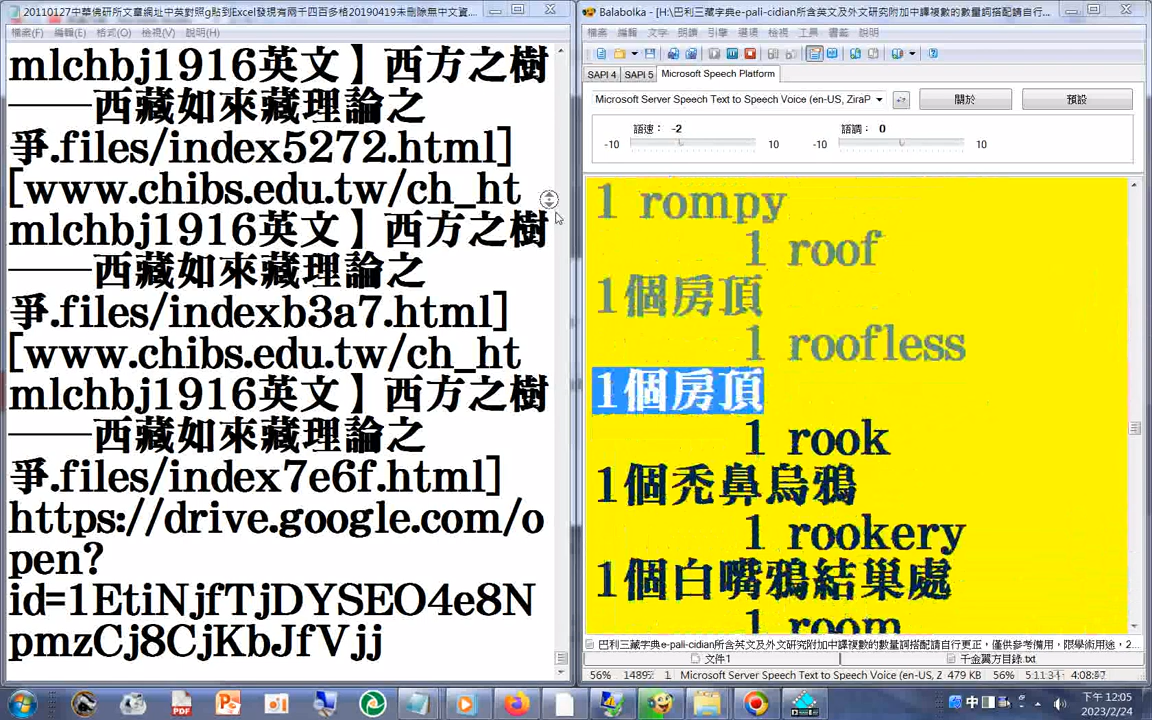 20110127中華佛研所文章網址中英對照g點到Excel發現有兩千四百多格20190419未刪除無中文資...
檔案(F) 編輯(E) 格式(O) 檢視(V) 說明(H)
mlchbj1916英文】西方之樹
——西藏如來藏理論之
爭.files/index5272.html]
[www.chibs.edu.tw/ch_ht
mlchbj1916英文】西方之樹
——西藏如來藏理論之
爭.files/indexb3a7.html]
[www.chibs.edu.tw/ch_ht
mlchbj1916英文】西方之樹
——西藏如來藏理論之
爭.files/index7e6f.html]
https://drive.google.com/o
pen?
id=1EtiNjfTjDYSEO4e8N
pmzCj8CjKbJfVjj
Balabolka - [H:\巴利三藏字典e-pali-cidian所含英文及外文研究附加中譯複數的數量詞搭配請自行...
檔案 編輯 文字 朗讀 引擎 選項 檢視 工具 書籤 說明
SAPI 4 SAPI 5 Microsoft Speech Platform
Microsoft Server Speech Text to Speech Voice (en-US, ZiraP 關於 預設
語速： -2 語調： 0
-10 10 -10 10
1 rompy
1 roof
1個房頂
1 roofless
1個房頂
1 rook
1個禿鼻烏鴉
1 rookery
1個白嘴鴉結巢處
1 room
巴利三藏字典e-pali-cidian所含英文及外文研究附加中譯複數的數量詞搭配請自行更正，僅供參考備用，限學術用途，2...
文件1 千金翼方目錄.txt
56% 1 Microsoft Server Speech Text to Speech Voice (en-US, Z 479 KB 56% 5:11:34
中
下午 12:05
2023/2/24